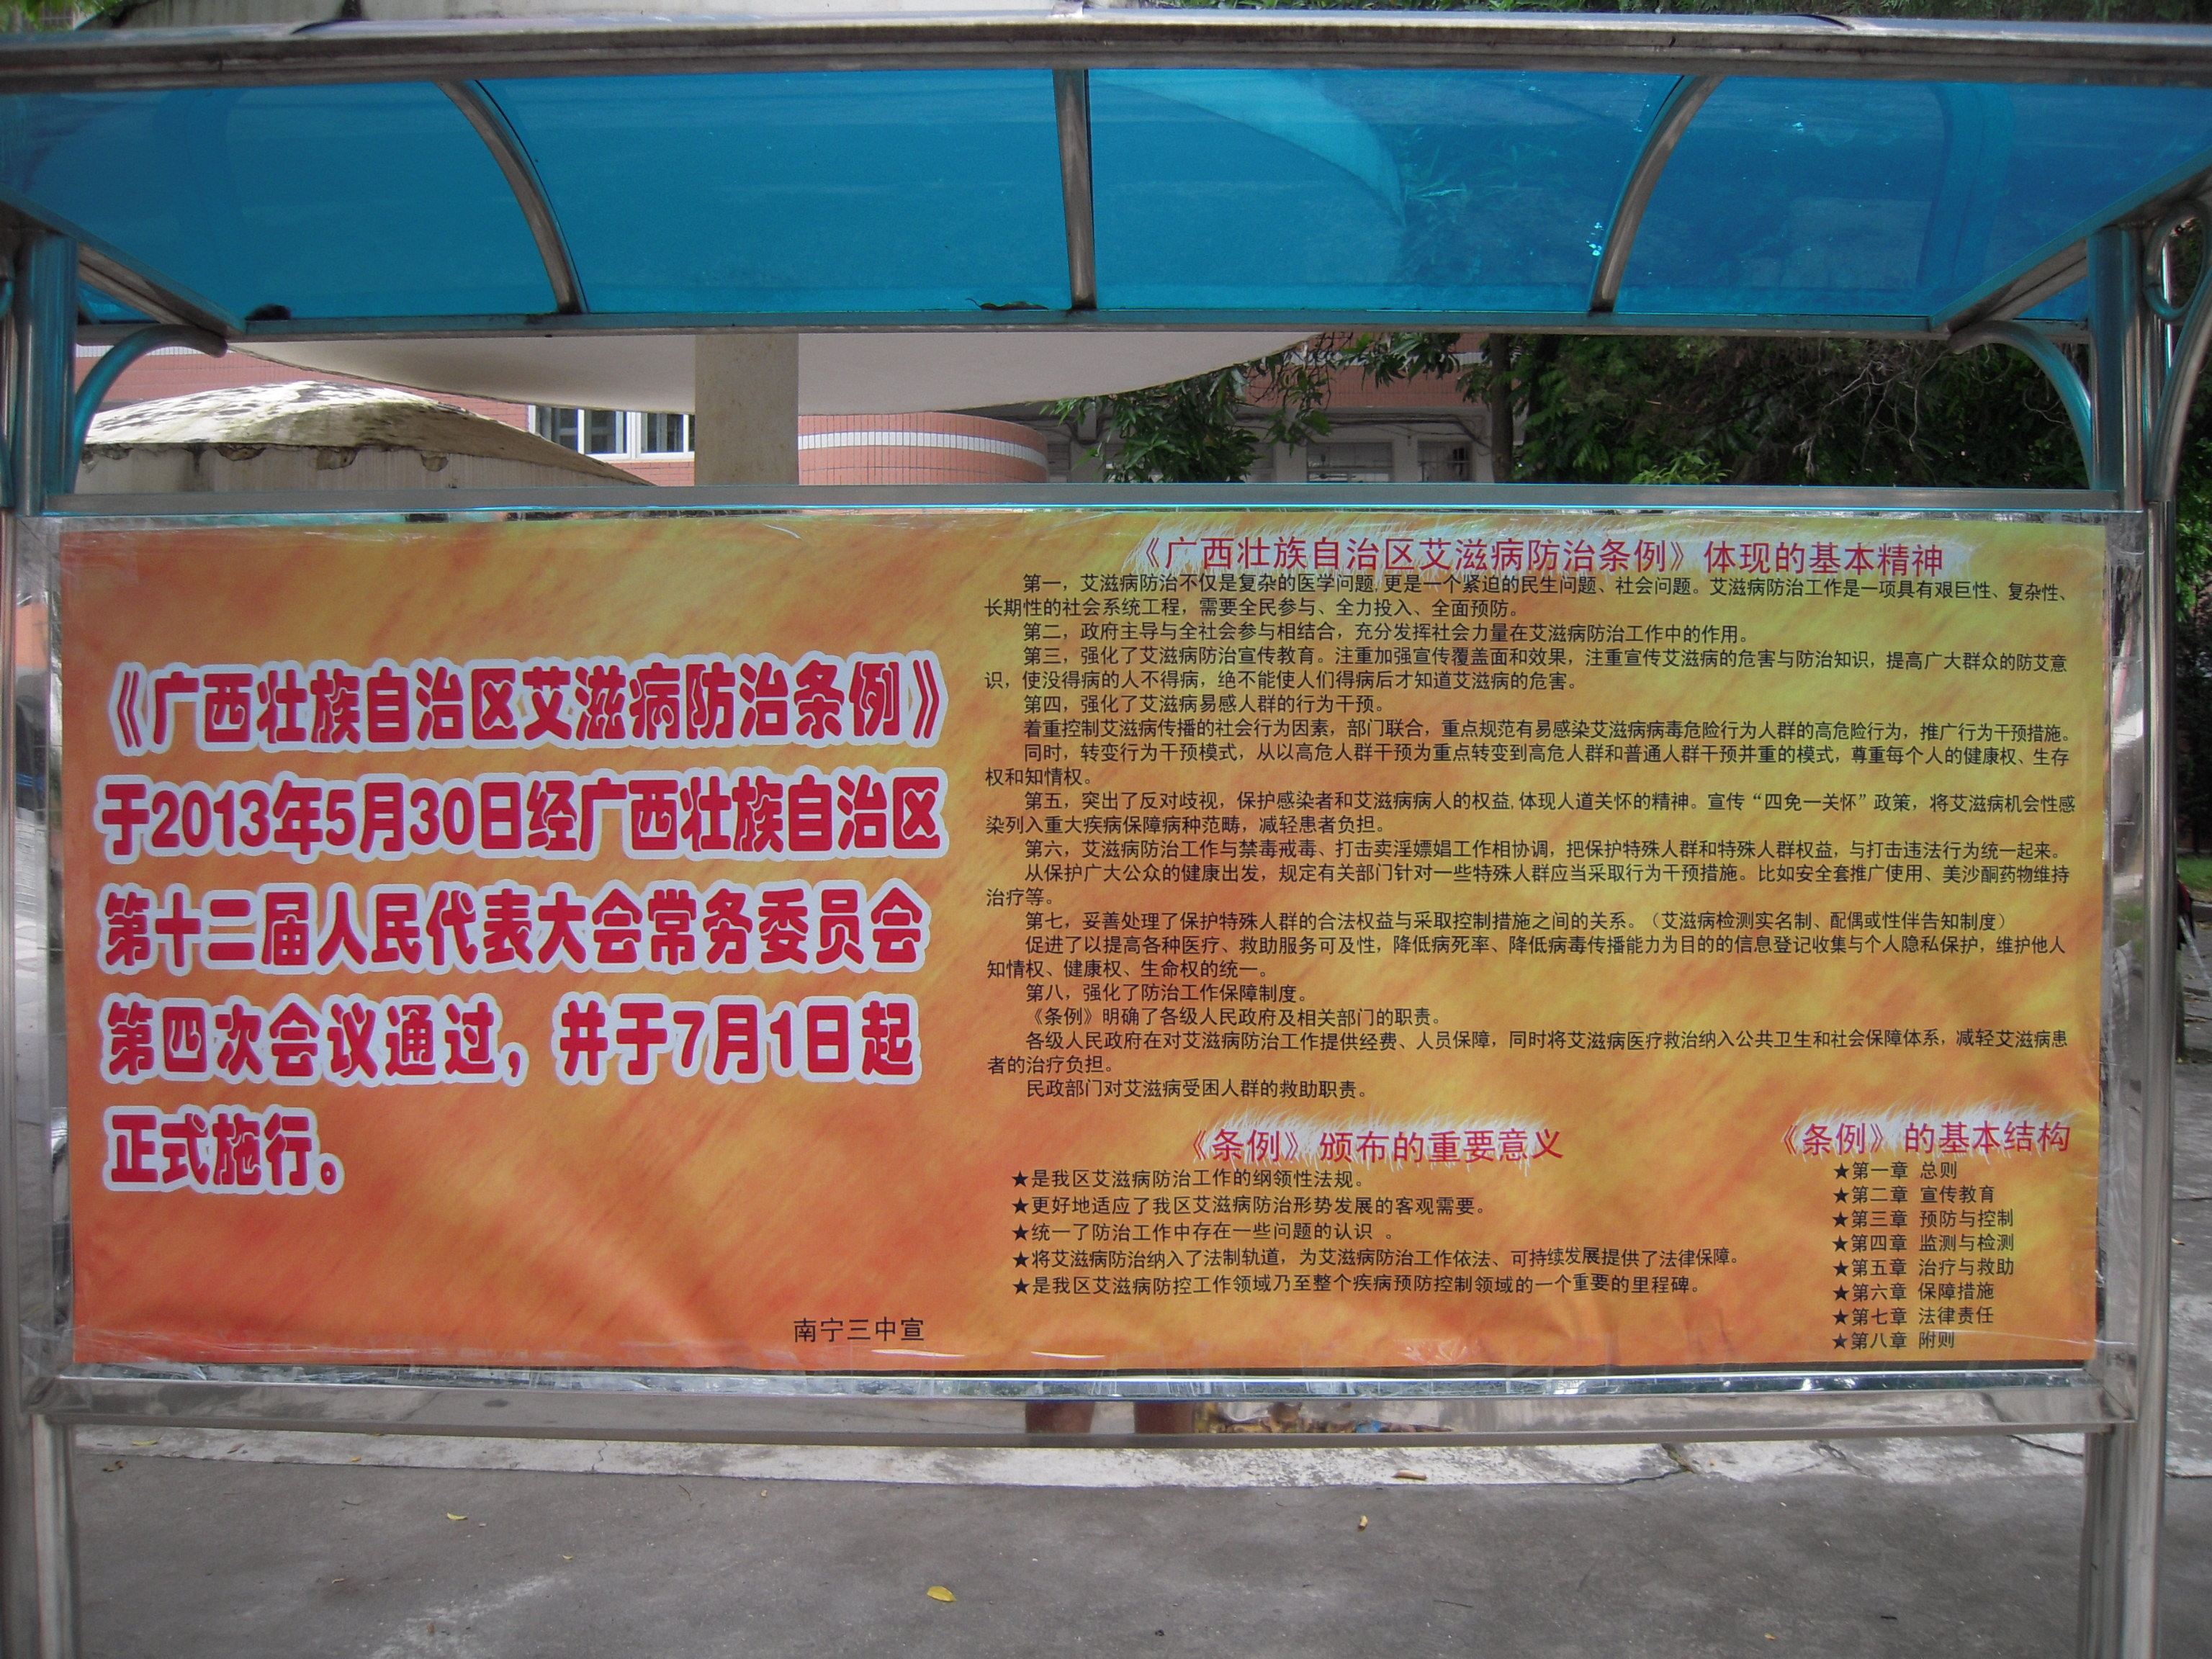 《广西壮族自治区艾滋病防治条例》
于2013年5月30日经广西壮族自治区
第十二届人民代表大会常务委员会
第四次会议通过，并于7月1日起
正式施行。
南宁三中宣
《广西壮族自治区艾滋病防治条例》体现的基本精神
第一，艾滋病防治不仅是复杂的医学问题,更是一个紧迫的民生问题、社会问题。艾滋病防治工作是一项具有艰巨性、复杂性、
长期性的社会系统工程，需要全民参与、全力投入、全面预防。
第二，政府主导与全社会参与相结合，充分发挥社会力量在艾滋病防治工作中的作用。
第三，强化了艾滋病防治宣传教育。注重加强宣传覆盖面和效果，注重宣传艾滋病的危害与防治知识，提高广大群众的防艾意
识，使没得病的人不得病，绝不能使人们得病后才知道艾滋病的危害。
第四，强化了艾滋病易感人群的行为干预。
着重控制艾滋病传播的社会行为因素，部门联合，重点规范有易感染艾滋病病毒危险行为人群的高危险行为，推广行为干预措施。
同时，转变行为干预模式，从以高危人群干预为重点转变到高危人群和普通人群干预并重的模式，尊重每个人的健康权、生存
权和知情权。
第五，突出了反对歧视，保护感染者和艾滋病病人的权益,体现人道关怀的精神。宣传“四免一关怀”政策，将艾滋病机会性感
染列入重大疾病保障病种范畴，减轻患者负担。
第六，艾滋病防治工作与禁毒戒毒、打击卖淫嫖娼工作相协调，把保护特殊人群和特殊人群权益，与打击违法行为统一起来。
从保护广大公众的健康出发，规定有关部门针对一些特殊人群应当采取行为干预措施。比如安全套推广使用、美沙酮药物维持
治疗等。
第七，妥善处理了保护特殊人群的合法权益与采取控制措施之间的关系。（艾滋病检测实名制、配偶或性伴告知制度）
促进了以提高各种医疗、救助服务可及性，降低病死率、降低病毒传播能力为目的的信息登记收集与个人隐私保护，维护他人
知情权、健康权、生命权的统一。
第八，强化了防治工作保障制度。
《条例》明确了各级人民政府及相关部门的职责。
各级人民政府在对艾滋病防治工作提供经费、人员保障，同时将艾滋病医疗救治纳入公共卫生和社会保障体系，减轻艾滋病患
者的治疗负担。
民政部门对艾滋病受困人群的救助职责。
《条例》颁布的重要意义
★是我区艾滋病防治工作的纲领性法规。
★更好地适应了我区艾滋病防治形势发展的客观需要。
★统一了防治工作中存在一些问题的认识 。
★将艾滋病防治纳入了法制轨道，为艾滋病防治工作依法、可持续发展提供了法律保障。
★是我区艾滋病防控工作领域乃至整个疾病预防控制领域的一个重要的里程碑。
《条例》的基本结构
★第一章 总则
★第二章 宣传教育
★第三章 预防与控制
★第四章 监测与检测
★第五章 治疗与救助
★第六章 保障措施
★第七章 法律责任
★第八章 附则